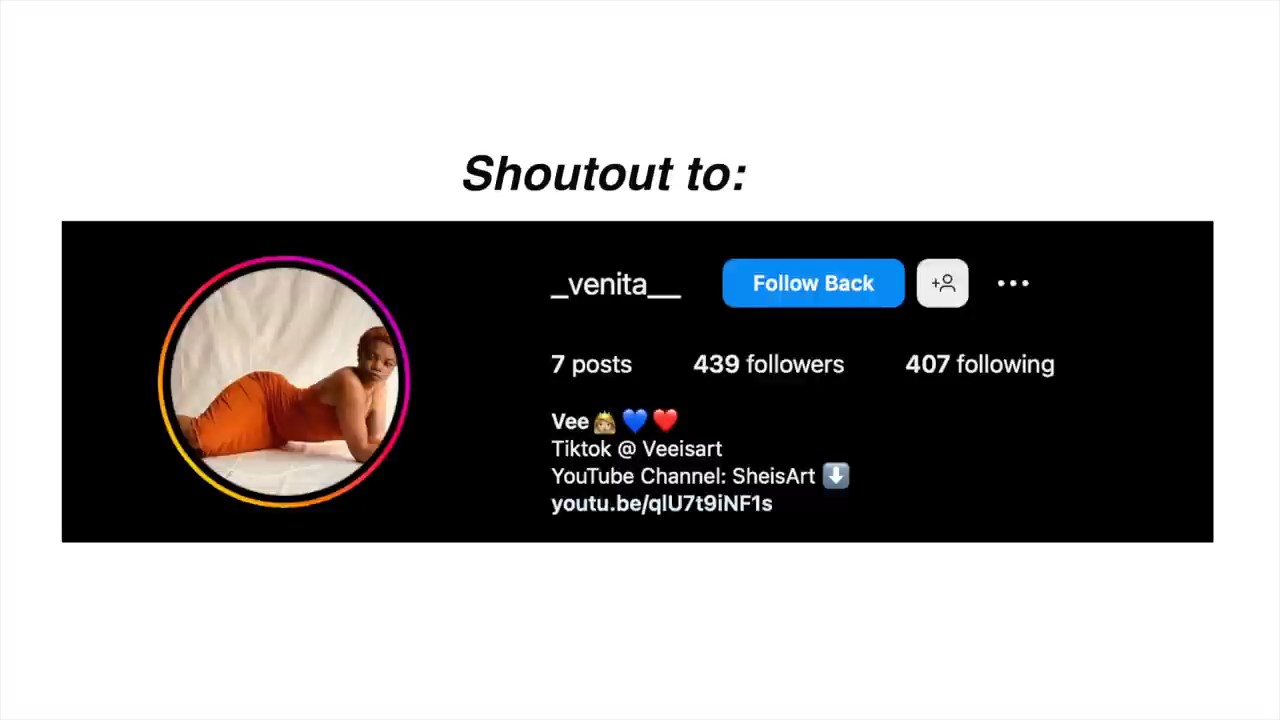 Shoutout to:
_venita__ Follow Back
7 posts 439 followers 407 following
Vee 👸🏼 💙 ❤️
Tiktok @ Veeisart
YouTube Channel: SheisArt ⬇️
youtu.be/qlU7t9iNF1s